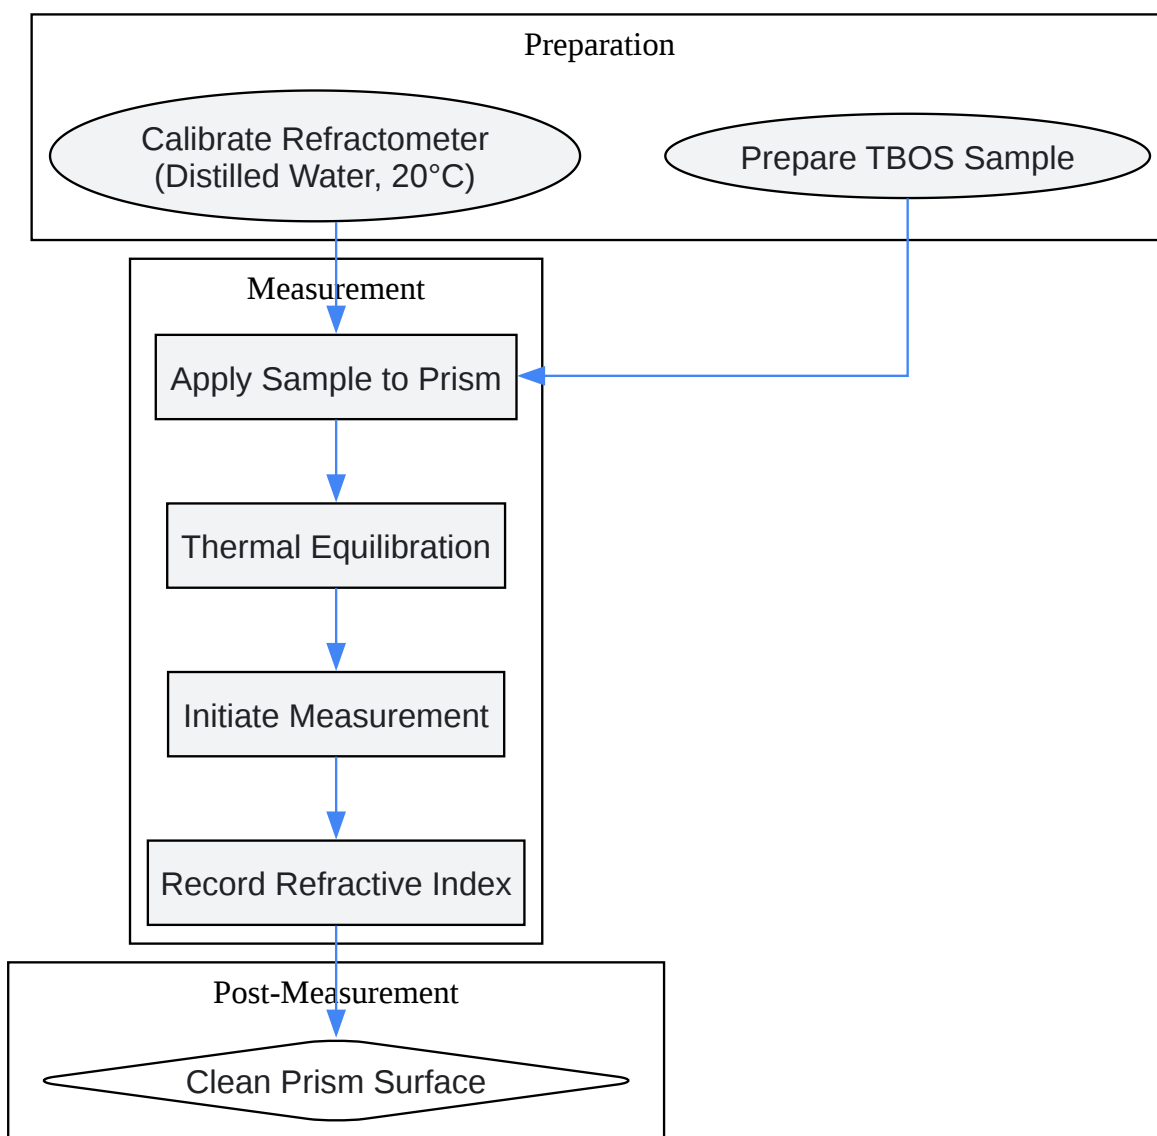 Preparation
Calibrate Refractometer
(Distilled Water, 20°C)
Prepare TBOS Sample
Measurement
Apply Sample to Prism
Thermal Equilibration
Initiate Measurement
Record Refractive Index
Post-Measurement
Clean Prism Surface